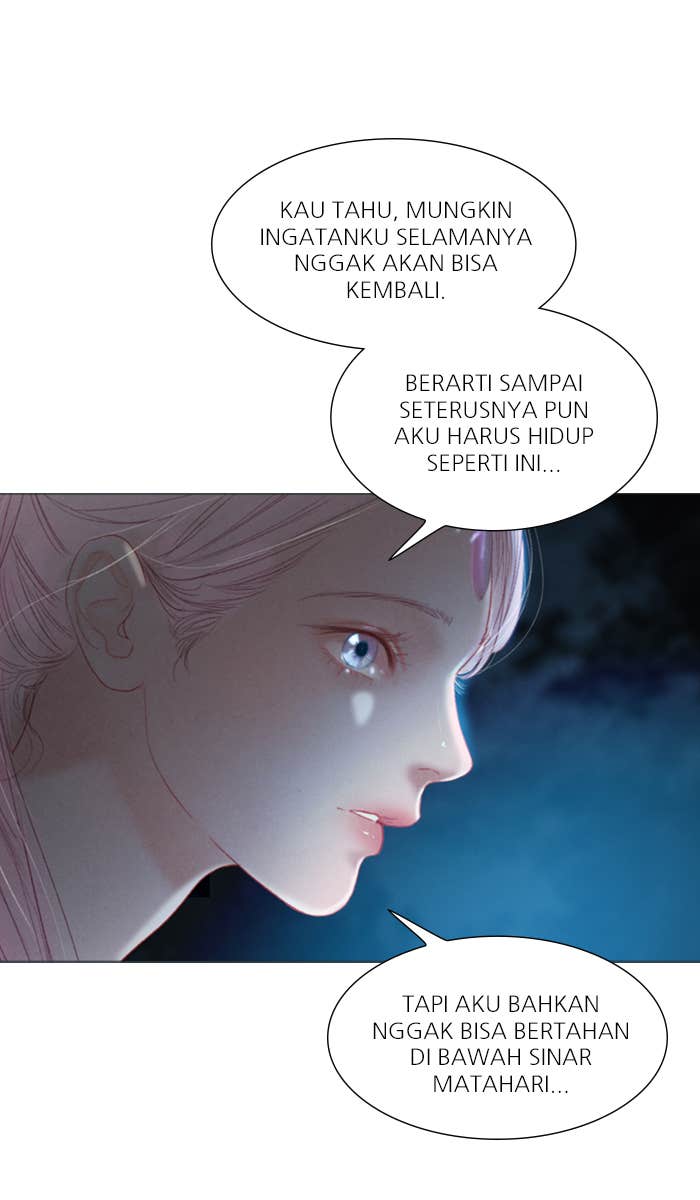 KAU TAHU, MUNGKIN
INGATANKU SELAMANYA
NGGAK AKAN BISA
KEMBALI.
BERARTI SAMPAI
SETERUSNYA PUN
AKU HARUS HIDUP
SEPERTI INI...
TAPI AKU BAHKAN
NGGAK BISA BERTAHAN
DI BAWAH SINAR
MATAHARI...